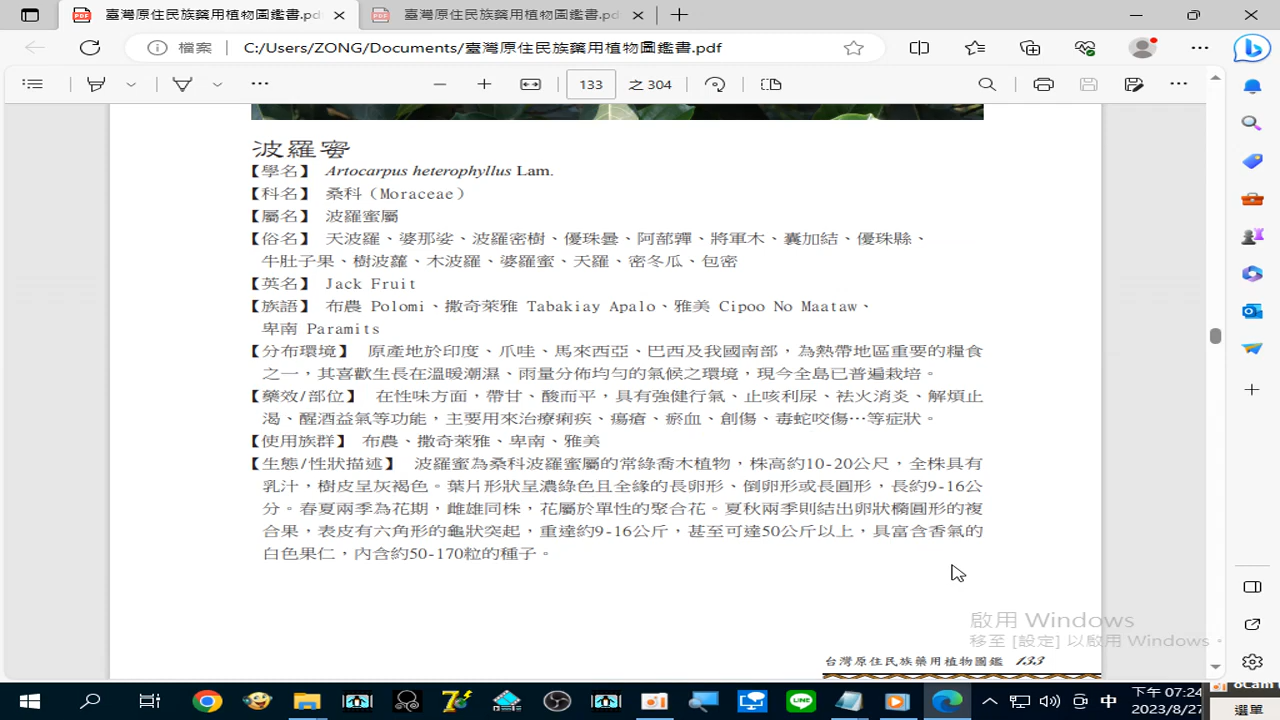 臺灣原住民族藥用植物圖鑑書.pdf
臺灣原住民族藥用植物圖鑑書.pdf
檔案 C:/Users/ZONG/Documents/臺灣原住民族藥用植物圖鑑書.pdf
133 之 304
波羅蜜
【學名】 Artocarpus heterophyllus Lam.
【科名】 桑科（Moraceae）
【屬名】 波羅蜜屬
【俗名】 天波羅、婆那娑、波羅密樹、優珠曇、阿蔀彈、將軍木、囊加結、優珠縣、
牛肚子果、樹波蘿、木波羅、婆羅蜜、天羅、密冬瓜、包密
【英名】 Jack Fruit
【族語】 布農 Polomi、撒奇萊雅 Tabakiay Apalo、雅美 Cipoo No Maataw、
卑南 Paramits
【分布環境】 原產地於印度、爪哇、馬來西亞、巴西及我國南部，為熱帶地區重要的糧食
之一，其喜歡生長在溫暖潮濕、雨量分佈均勻的氣候之環境，現今全島已普遍栽培。
【藥效/部位】 在性味方面，帶甘、酸而平，具有強健行氣、止咳利尿、袪火消炎、解煩止
渴、醒酒益氣等功能，主要用來治療痢疾、瘍瘡、瘀血、創傷、毒蛇咬傷…等症狀。
【使用族群】 布農、撒奇萊雅、卑南、雅美
【生態/性狀描述】 波羅蜜為桑科波羅蜜屬的常綠喬木植物，株高約10-20公尺，全株具有
乳汁，樹皮呈灰褐色。葉片形狀呈濃綠色且全緣的長卵形、倒卵形或長圓形，長約9-16公
分。春夏兩季為花期，雌雄同株，花屬於單性的聚合花。夏秋兩季則結出卵狀橢圓形的複
合果，表皮有六角形的龜狀突起，重達約9-16公斤，甚至可達50公斤以上，具富含香氣的
白色果仁，內含約50-170粒的種子。
啟用 Windows
移至 [設定] 以啟用 Windows。
台灣原住民族藥用植物圖鑑 133
oCam
選單
中
下午 07:24
2023/8/27